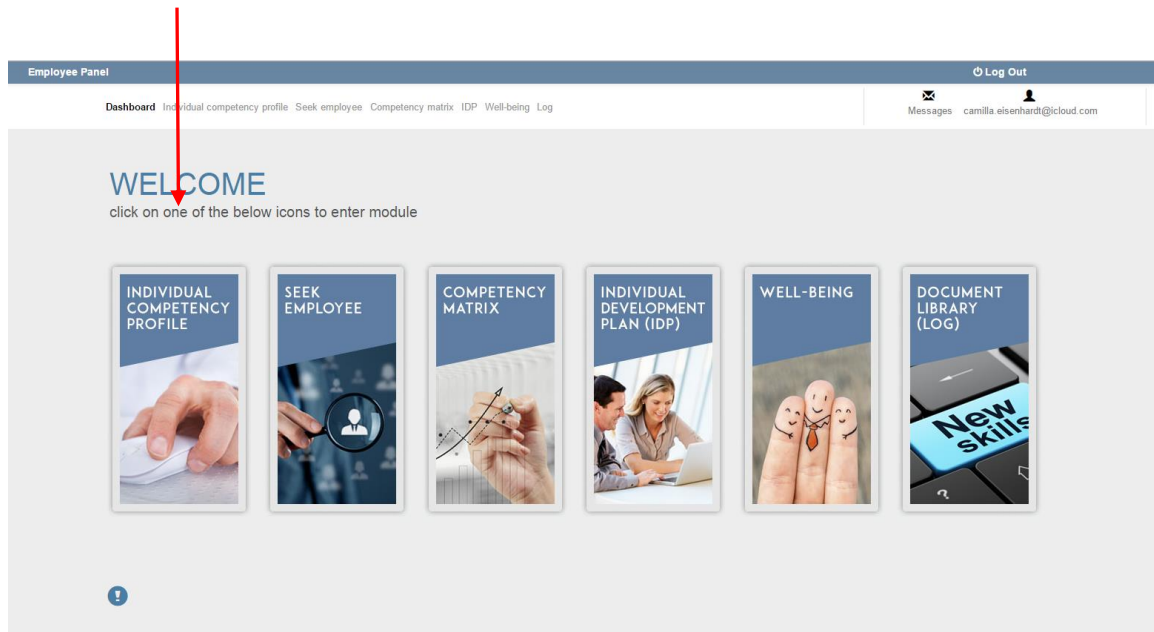 Employee Panel
Log Out
Dashboard Individual competency profile Seek employee Competency matrix IDP Well-being Log
Messages camilla.eisenhardt@icloud.com
WELCOME
click on one of the below icons to enter module
INDIVIDUAL
COMPETENCY
PROFILE
SEEK
EMPLOYEE
COMPETENCY
MATRIX
INDIVIDUAL
DEVELOPMENT
PLAN (IDP)
WELL-BEING
DOCUMENT
LIBRARY
(LOG)
New
skills
?
!